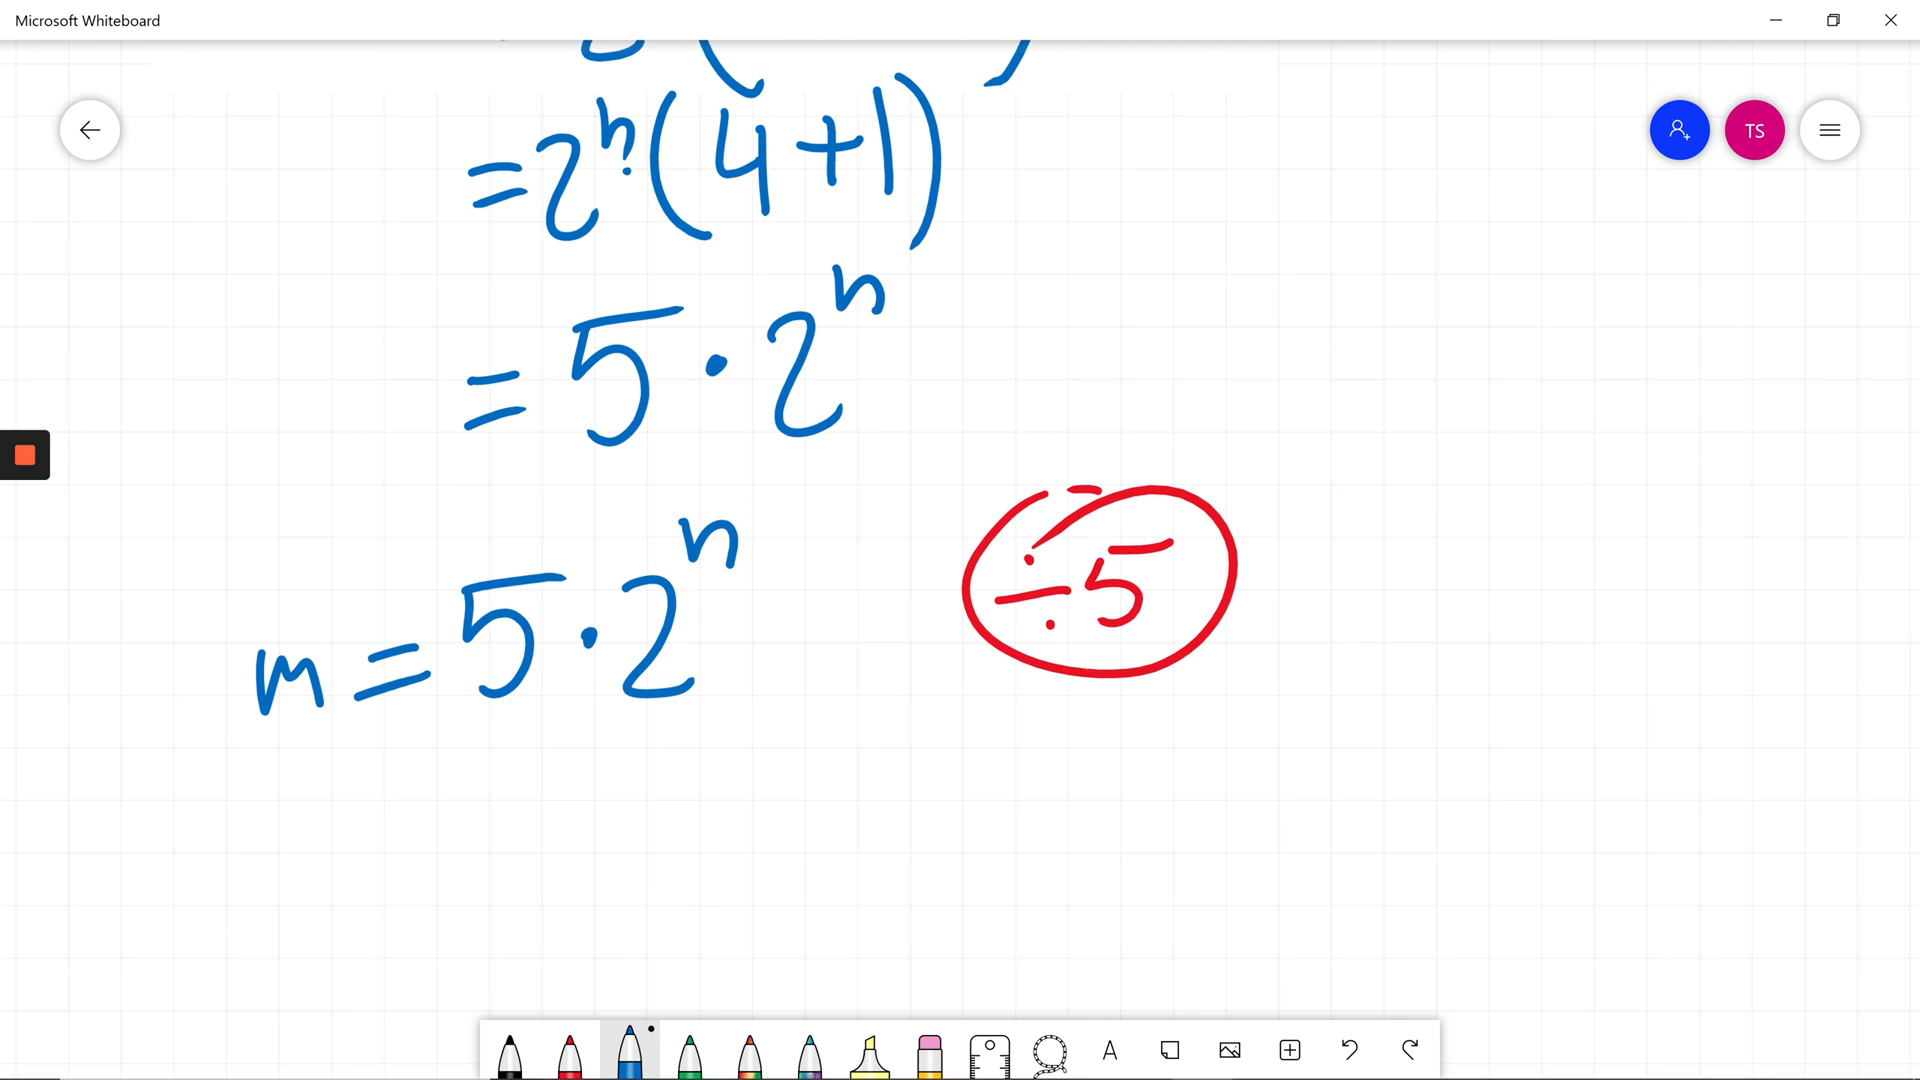 Microsoft Whiteboard
TS
= 2ⁿ (4+1)
= 5 · 2ⁿ
÷5
m = 5 · 2ⁿ
A